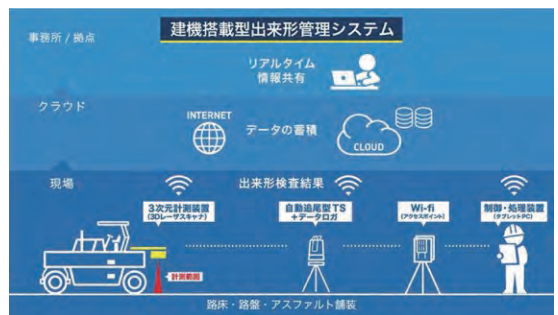 建機搭載型出来形管理システム
事務所 / 拠点
リアルタイム
情報共有
クラウド
INTERNET
データの蓄積
CLOUD
現場
出来形検査結果
3次元計測装置
(3Dレーザスキャナ)
自動追尾型TS
+データロガ
Wi-fi
(アクセスポイント)
制御・処理装置
(タブレットPC)
計測範囲
路床・路盤・アスファルト舗装